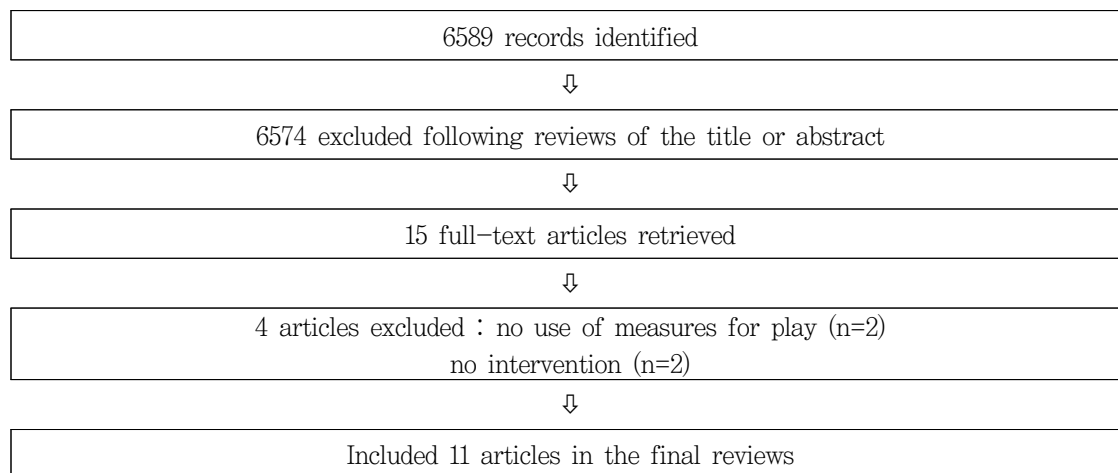 6589 records identified
⇩
6574 excluded following reviews of the title or abstract
⇩
15 full-text articles retrieved
⇩
4 articles excluded : no use of measures for play (n=2)
no intervention (n=2)
⇩
Included 11 articles in the final reviews